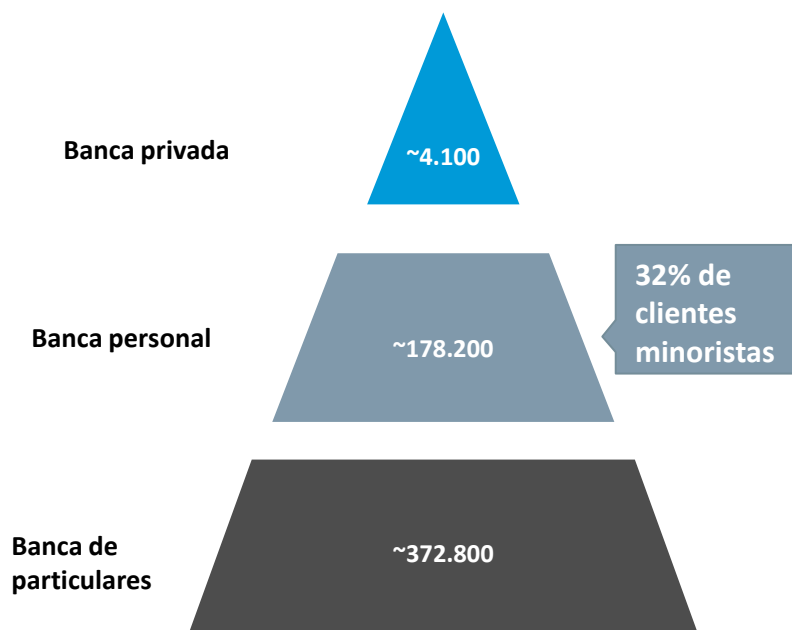 Banca privada
~4.100
Banca personal
~178.200
32% de
clientes
minoristas
Banca de
particulares
~372.800